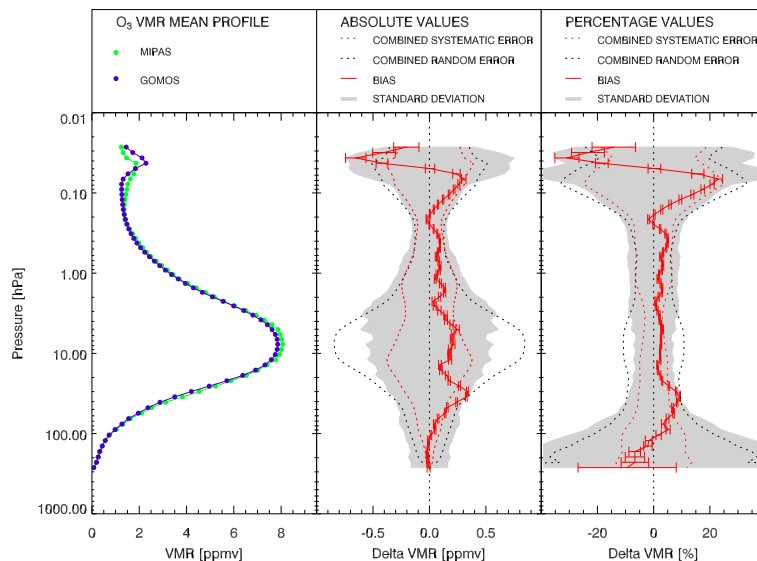 O₃ VMR MEAN PROFILE
MIPAS
GOMOS
ABSOLUTE VALUES
COMBINED SYSTEMATIC ERROR
COMBINED RANDOM ERROR
BIAS
STANDARD DEVIATION
PERCENTAGE VALUES
COMBINED SYSTEMATIC ERROR
COMBINED RANDOM ERROR
BIAS
STANDARD DEVIATION
Pressure [hPa]
0.01
0.10
1.00
10.00
100.00
1000.00
0 2 4 6 8
VMR [ppmv]
-0.5 0.0 0.5
Delta VMR [ppmv]
-20 0 20
Delta VMR [%]